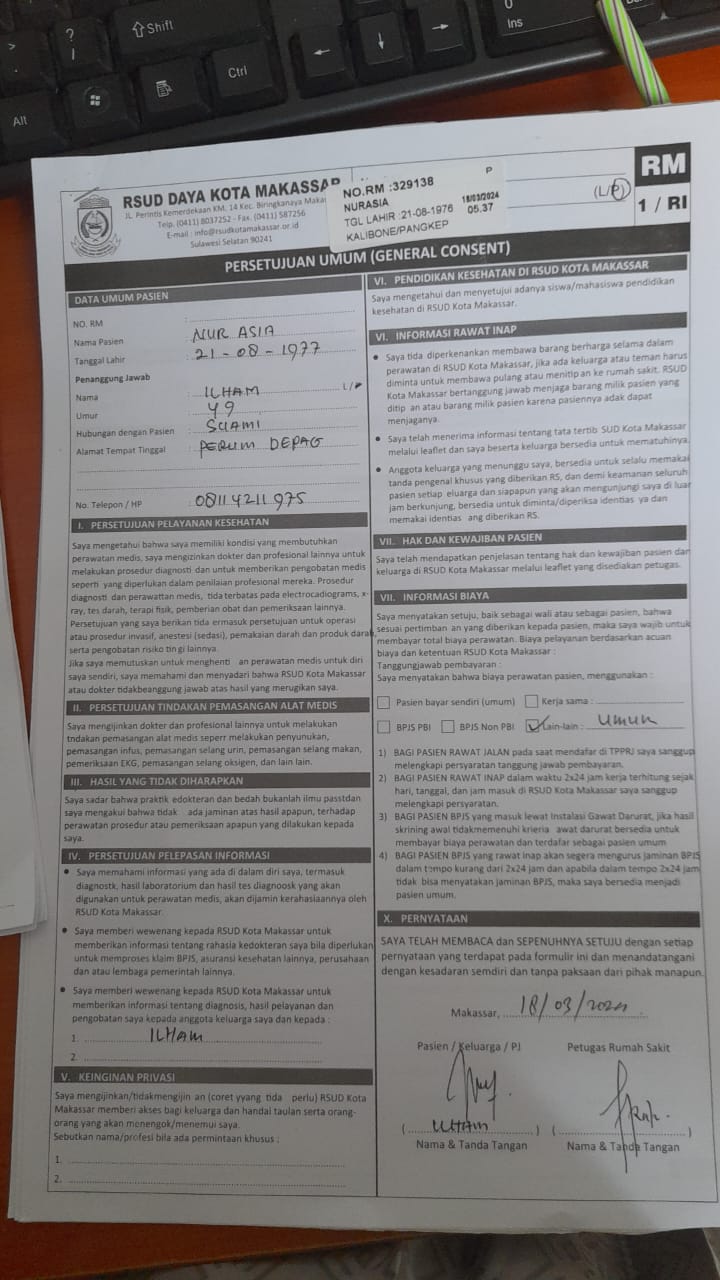 ?
/
Shift
Ins
Ctrl
Alt
RSUD DAYA KOTA MAKASSAR
JL. Perintis Kemerdekaan KM. 14 Kec. Biringkanaya
Telp. (0411) 8037252 - Fax. (0411) 587256
E-mail : info@rsudkotamakassar.or.id
Sulawesi Selatan 90241
P
NO.RM :329138
NURASIA
18/03/2024
TGL LAHIR :21-08-1976
05.37
KALIBONE/PANGKEP
(L/P)
RM
1 / RI
PERSETUJUAN UMUM (GENERAL CONSENT)
DATA UMUM PASIEN
NO. RM :
Nama Pasien : NUR ASIA
Tanggal Lahir : 21-08-1977
Penanggung Jawab
Nama : ILHAM L/P
Umur : 49
Hubungan dengan Pasien : SUAMI
Alamat Tempat Tinggal : PERUM DEPAG
No. Telepon / HP : 08114211975
I. PERSETUJUAN PELAYANAN KESEHATAN
Saya mengetahui bahwa saya memiliki kondisi yang membutuhkan
perawatan medis, saya mengizinkan dokter dan profesional lainnya untuk
melakukan prosedur diagnosti dan untuk memberikan pengobatan medis
seperti yang diperlukan dalam penilaian profesional mereka. Prosedur
diagnosti dan perawattan medis, tida terbatas pada electrocadiograms, x-
ray, tes darah, terapi fisik, pemberian obat dan pemeriksaan lainnya.
Persetujuan yang saya berikan tida ermasuk persetujuan untuk operasi
atau prosedur invasif, anestesi (sedasi), pemakaian darah dan produk darah
serta pengobatan risiko tin gi lainnya.
Jika saya memutuskan untuk menghenti an perawatan medis untuk diri
saya sendiri, saya memahami dan menyadari bahwa RSUD Kota Makassar
atau dokter tidakbeanggung jawab atas hasil yang merugikan saya.
II. PERSETUJUAN TINDAKAN PEMASANGAN ALAT MEDIS
Saya mengijinkan dokter dan profesional lainnya untuk melakukan
tndakan pemasangan alat medis seperr melakukan penyunukan,
pemasangan infus, pemasangan selang urin, pemasangan selang makan,
pemeriksaan EKG, pemasangan selang oksigen, dan lain lain.
III. HASIL YANG TIDAK DIHARAPKAN
Saya sadar bahwa praktik edokteran dan bedah bukanlah ilmu passtdan
saya mengakui bahwa tidak ada jaminan atas hasil apapun, terhadap
perawatan prosedur atau pemeriksaan apapun yang dilakukan kepada
saya.
IV. PERSETUJUAN PELEPASAN INFORMASI
● Saya memahami informasi yang ada di dalam diri saya, termasuk
diagnostk, hasil laboratorium dan hasil tes diagnoosk yang akan
digunakan untuk perawatan medis, akan dijamin kerahasiaannya oleh
RSUD Kota Makassar.
● Saya memberi wewenang kepada RSUD Kota Makassar untuk
memberikan informasi tentang rahasia kedokteran saya bila diperlukan
untuk memproses klaim BPJS, asuransi kesehatan lainnya, perusahaan
dan atau lembaga pemerintah lainnya.
● Saya memberi wewenang kepada RSUD Kota Makassar untuk
memberikan informasi tentang diagnosis, hasil pelayanan dan
pengobatan saya kepada anggota keluarga saya dan kepada :
1. ILHAM
2.
V. KEINGINAN PRIVASI
Saya mengijinkan/tidakmengijin an (coret yyang tida perlu) RSUD Kota
Makassar memberi akses bagi keluarga dan handai taulan serta orang-
orang yang akan menengok/menemui saya.
Sebutkan nama/profesi bila ada permintaan khusus :
1.
2.
VI. PENDIDIKAN KESEHATAN DI RSUD KOTA MAKASSAR
Saya mengetahui dan menyetujui adanya siswa/mahasiswa pendidikan
kesehatan di RSUD Kota Makassar.
VI. INFORMASI RAWAT INAP
● Saya tida diperkenankan membawa barang berharga selama dalam
perawatan di RSUD Kota Makassar, jika ada keluarga atau teman harus
diminta untuk membawa pulang atau menitip an ke rumah sakit. RSUD
Kota Makassar bertanggung jawab menjaga barang milik pasien yang
ditip an atau barang milik pasien karena pasiennya adak dapat
menjaganya.
● Saya telah menerima informasi tentang tata tertib SUD Kota Makassar
melalui leaflet dan saya beserta keluarga bersedia untuk mematuhinya.
● Anggota keluarga yang menunggu saya, bersedia untuk selalu memakai
tanda pengenal khusus yang diberikan RS, dan demi keamanan seluruh
pasien setiap eluarga dan siapapun yang akan mengunjungi saya di luar
jam berkunjung, bersedia untuk diminta/diperiksa identias ya dan
memakai identias ang diberikan RS.
VII. HAK DAN KEWAJIBAN PASIEN
Saya telah mendapatkan penjelasan tentang hak dan kewajiban pasien dan
keluarga di RSUD Kota Makassar melalui leaflet yang disediakan petugas.
VII. INFORMASI BIAYA
Saya menyatakan setuju, baik sebagai wali atau sebagai pasien, bahwa
sesuai pertimban an yang diberikan kepada pasien, maka saya wajib untuk
membayar total biaya perawatan. Biaya pelayanan berdasarkan acuan
biaya dan ketentuan RSUD Kota Makassar :
Tanggungjawab pembayaran :
Saya menyatakan bahwa biaya perawatan pasien, menggunakan :
Pasien bayar sendiri (umum) Kerja sama :
BPJS PBI BPJS Non PBI Lain-lain : Umum
1) BAGI PASIEN RAWAT JALAN pada saat mendafar di TPPRJ saya sanggup
melengkapi persyaratan tanggung jawab pembayaran.
2) BAGI PASIEN RAWAT INAP dalam waktu 2x24 jam kerja terhitung sejak
hari, tanggal, dan jam masuk di RSUD Kota Makassar saya sanggup
melengkapi persyaratan.
3) BAGI PASIEN BPJS yang masuk lewat Instalasi Gawat Darurat, jika hasil
skrining awal tidakmemenuhi krieria awat darurat bersedia untuk
membayar biaya perawatan dan terdafar sebagai pasien umum
4) BAGI PASIEN BPJS yang rawat inap akan segera mengurus jaminan BPJS
dalam tempo kurang dari 2x24 jam dan apabila dalam tempo 2x24 jam
tidak bisa menyatakan jaminan BPJS, maka saya bersedia menjadi
pasien umum.
X. PERNYATAAN
SAYA TELAH MEMBACA dan SEPENUHNYA SETUJU dengan setiap
pernyataan yang terdapat pada formulir ini dan menandatangani
dengan kesadaran semdiri dan tanpa paksaan dari pihak manapun.
Makassar, 18/03/2024
Pasien / Keluarga / PJ Petugas Rumah Sakit
( ILHAM ) ( )
Nama & Tanda Tangan Nama & Tanda Tangan